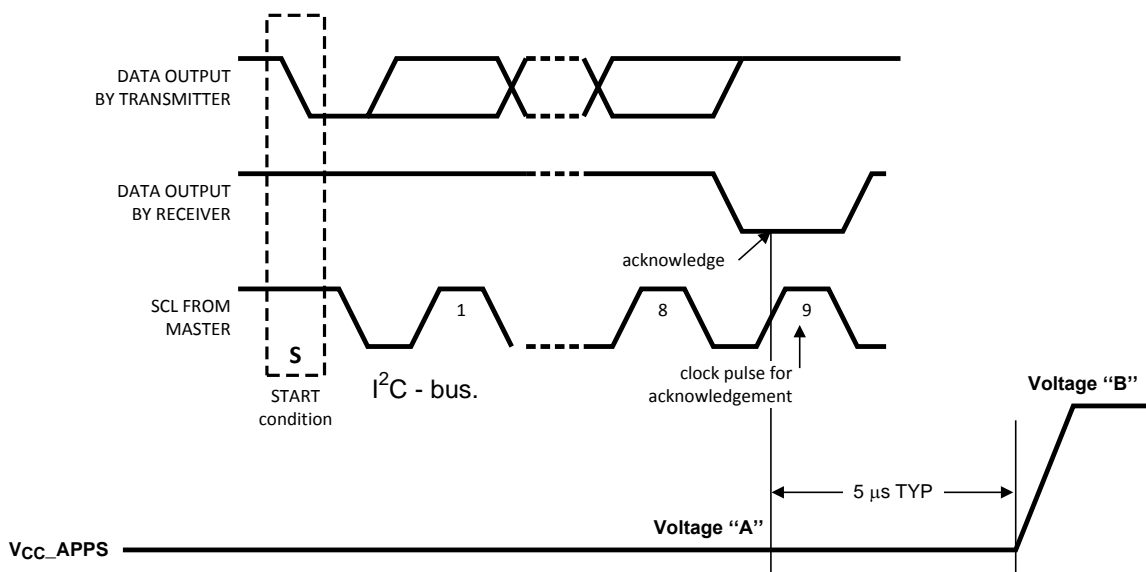 DATA OUTPUT
BY TRANSMITTER
DATA OUTPUT
BY RECEIVER
acknowledge
SCL FROM
MASTER
1
8
9
S
START
condition
I²C - bus.
clock pulse for
acknowledgement
Voltage “B”
5 μs TYP
Voltage “A”
VCC_APPS